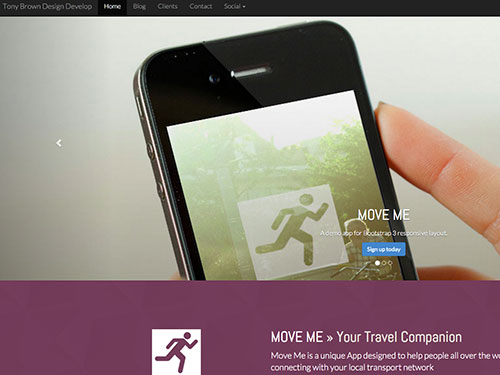 Tony Brown Design Develop Home Blog Clients Contact Social
MOVE ME
A demo app for Bootstrap 3 responsive layout.
Sign up today
MOVE ME » Your Travel Companion
Move Me is a unique App designed to help people all over the
connecting with your local transport network